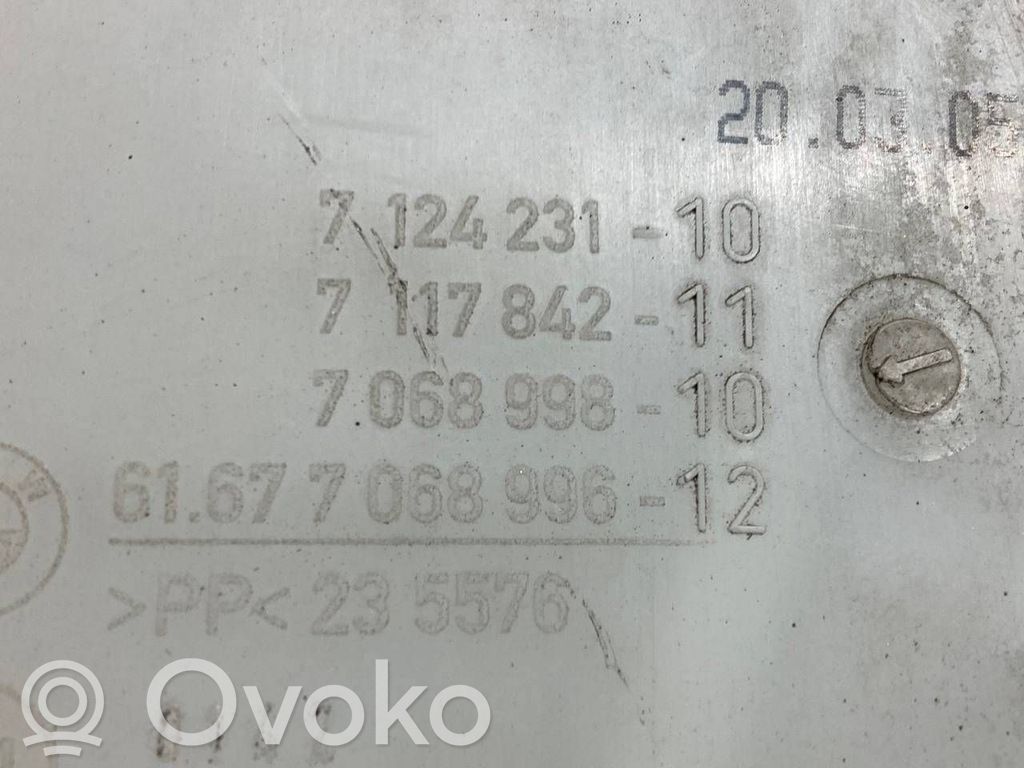 20.03.05
7 124 231 - 10
7 117 842 - 11
7 068 998 - 10
61.67 7 068 996 - 12
>PP< 23 5576
Ovoko